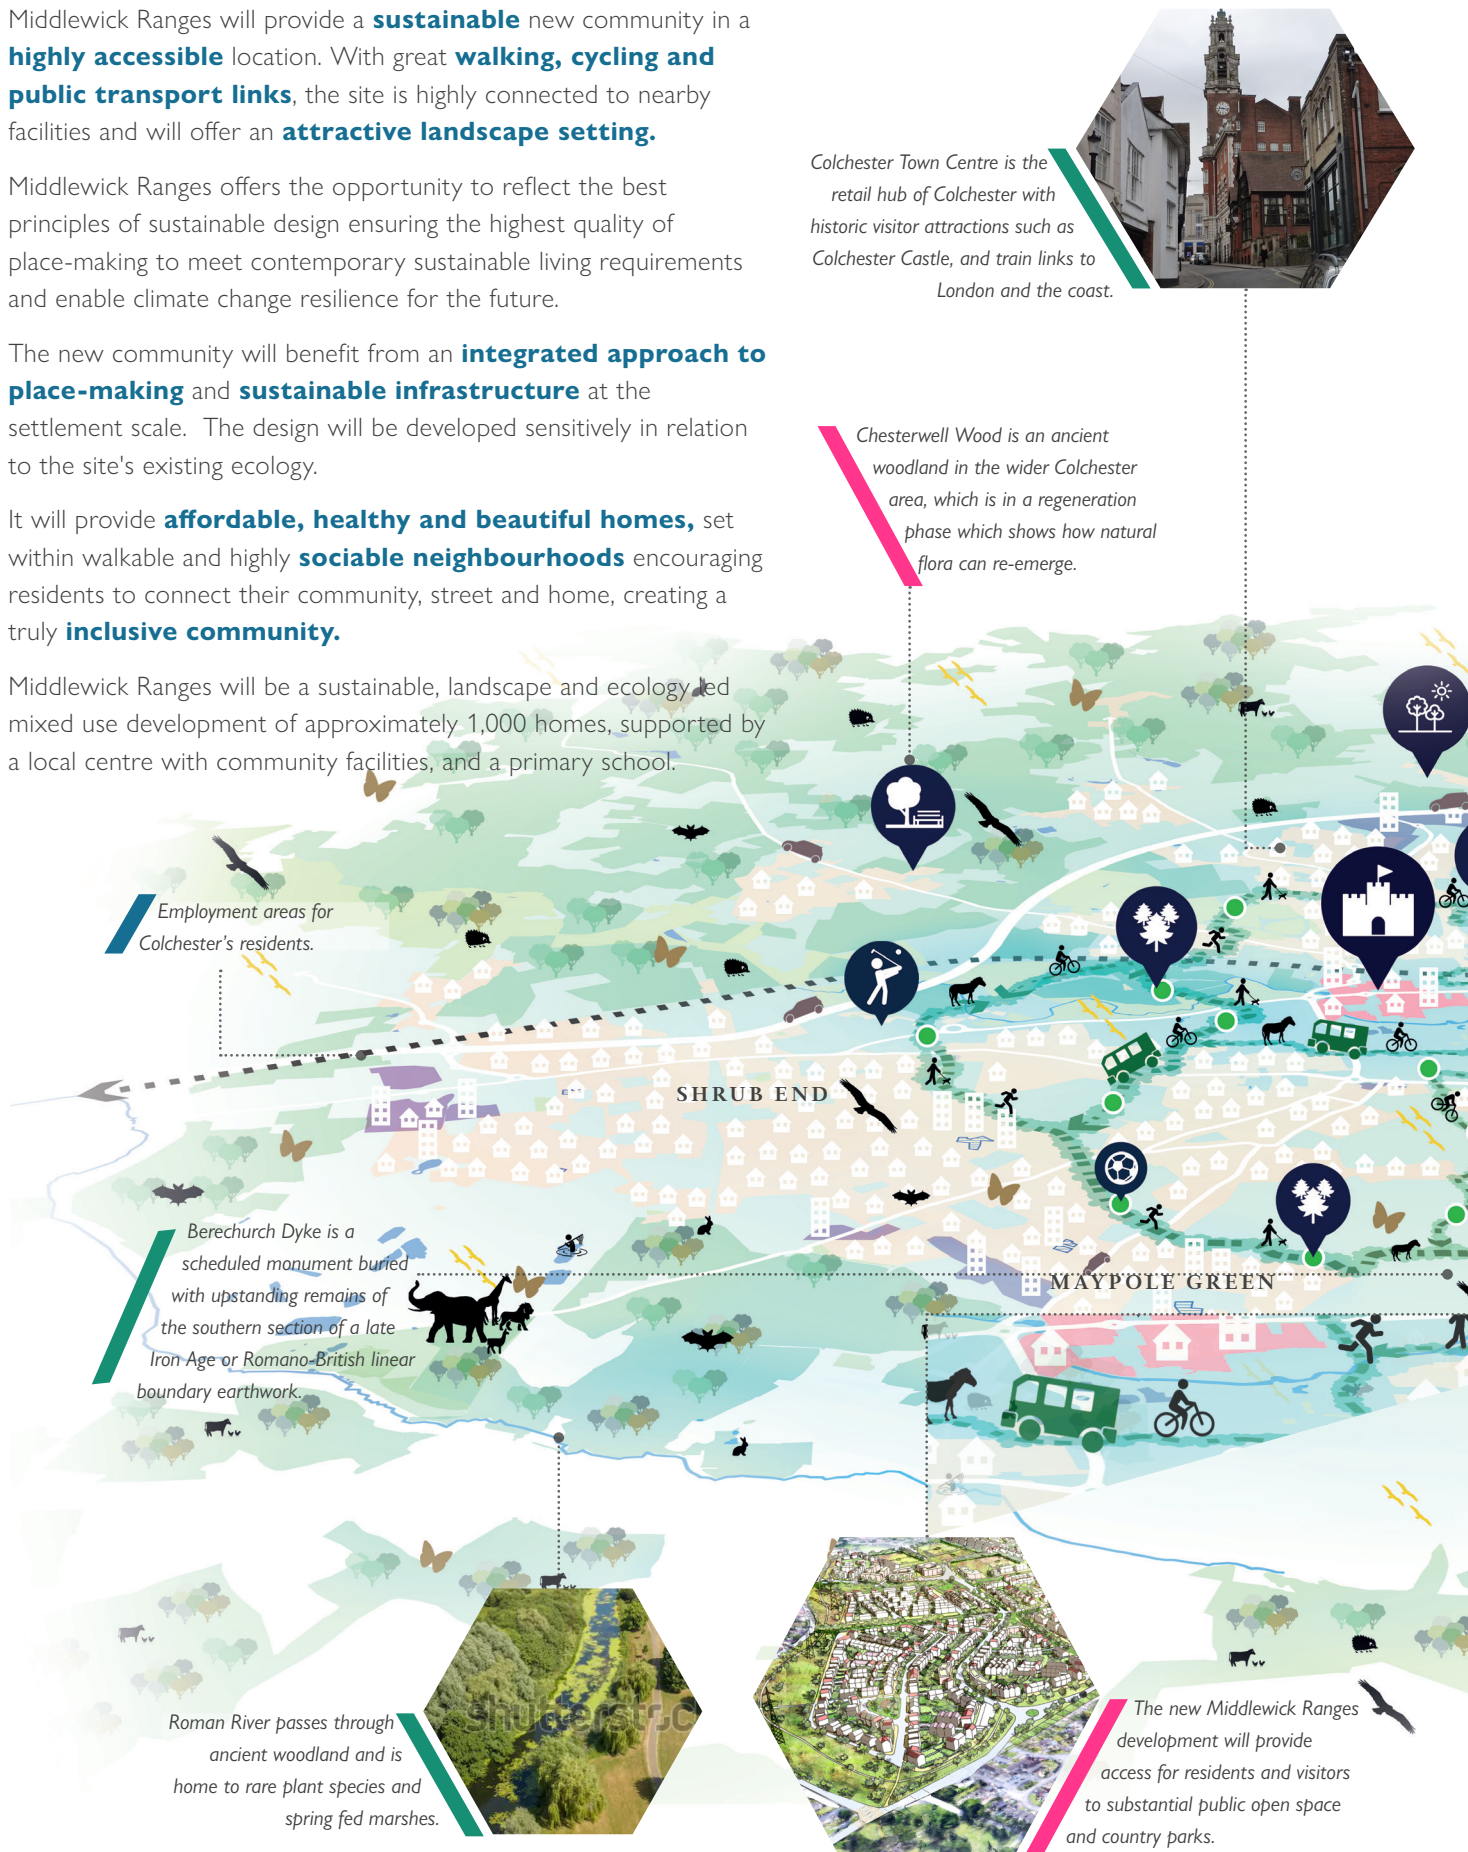 Middlewick Ranges will provide a sustainable new community in a
highly accessible location. With great walking, cycling and
public transport links, the site is highly connected to nearby
facilities and will offer an attractive landscape setting.
Middlewick Ranges offers the opportunity to reflect the best
principles of sustainable design ensuring the highest quality of
place-making to meet contemporary sustainable living requirements
and enable climate change resilience for the future.
The new community will benefit from an integrated approach to
place-making and sustainable infrastructure at the
settlement scale. The design will be developed sensitively in relation
to the site's existing ecology.
It will provide affordable, healthy and beautiful homes, set
within walkable and highly sociable neighbourhoods encouraging
residents to connect their community, street and home, creating a
truly inclusive community.
Middlewick Ranges will be a sustainable, landscape and ecology led
mixed use development of approximately 1,000 homes, supported by
a local centre with community facilities, and a primary school.
Colchester Town Centre is the
retail hub of Colchester with
historic visitor attractions such as
Colchester Castle, and train links to
London and the coast.
Chesterwell Wood is an ancient
woodland in the wider Colchester
area, which is in a regeneration
phase which shows how natural
flora can re-emerge.
Employment areas for
Colchester's residents.
SHRUB END
Berechurch Dyke is a
scheduled monument buried
with upstanding remains of
the southern section of a late
Iron Age or Romano-British linear
boundary earthwork.
MAYPOLE GREEN
Roman River passes through
ancient woodland and is
home to rare plant species and
spring fed marshes.
shutterstoc
The new Middlewick Ranges
development will provide
access for residents and visitors
to substantial public open space
and country parks.